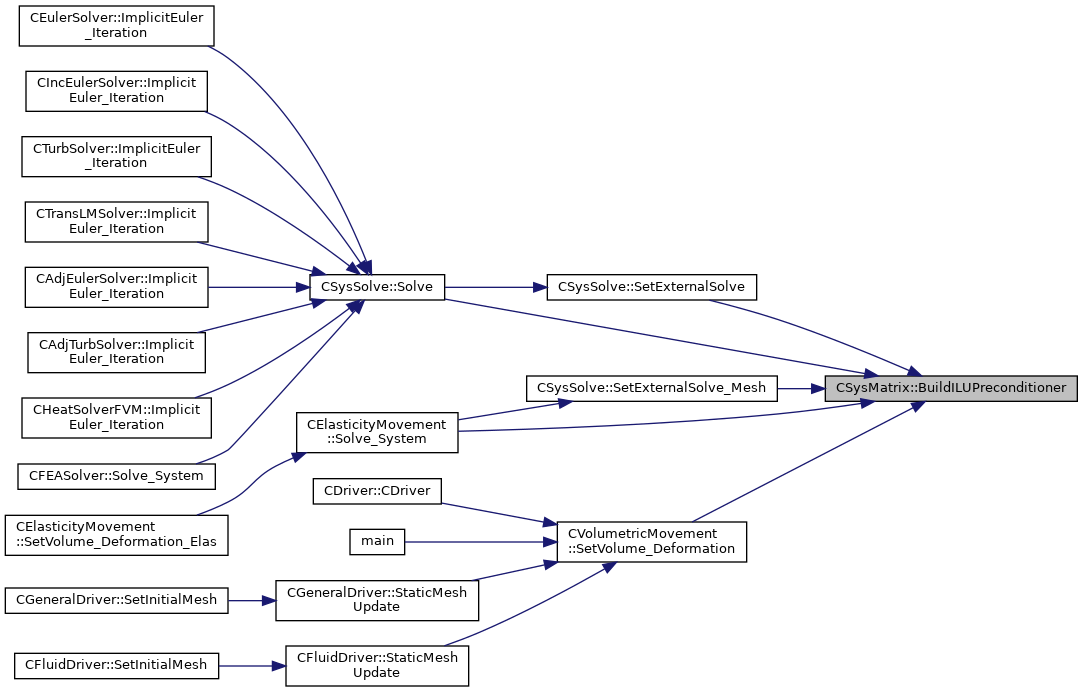 CEulerSolver::ImplicitEuler
_Iteration
CIncEulerSolver::Implicit
Euler_Iteration
CTurbSolver::ImplicitEuler
_Iteration
CTransLMSolver::Implicit
Euler_Iteration
CAdjEulerSolver::Implicit
Euler_Iteration
CAdjTurbSolver::Implicit
Euler_Iteration
CHeatSolverFVM::Implicit
Euler_Iteration
CFEASolver::Solve_System
CElasticityMovement
::SetVolume_Deformation_Elas
CGeneralDriver::SetInitialMesh
CFluidDriver::SetInitialMesh
CSysSolve::Solve
CElasticityMovement
::Solve_System
CDriver::CDriver
main
CGeneralDriver::StaticMesh
Update
CFluidDriver::StaticMesh
Update
CSysSolve::SetExternalSolve
CSysSolve::SetExternalSolve_Mesh
CVolumetricMovement
::SetVolume_Deformation
CSysMatrix::BuildILUPreconditioner